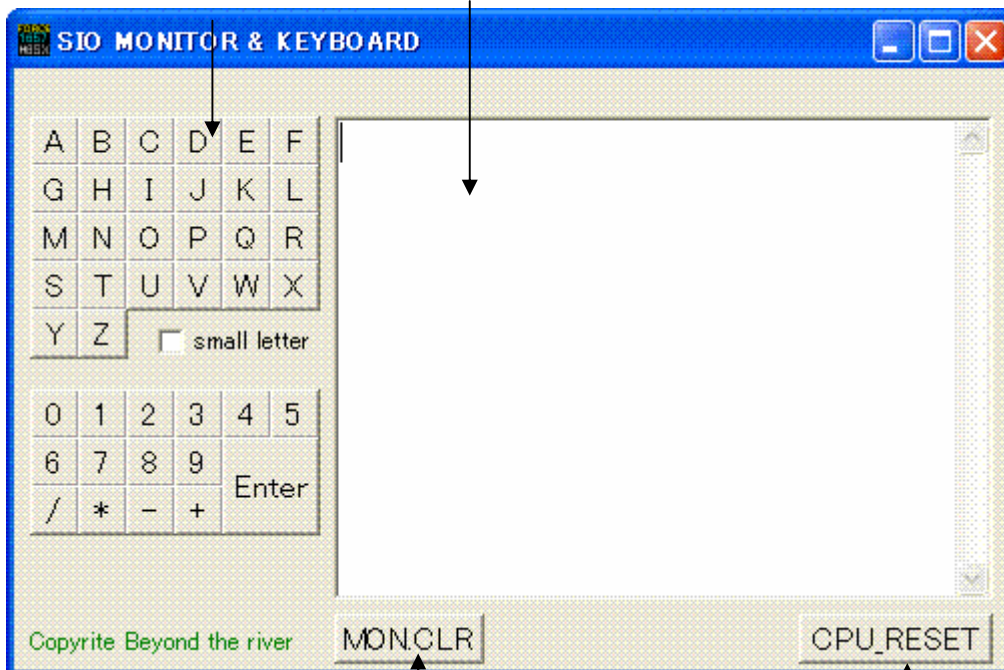 SIO MONITOR & KEYBOARD
A B C D E F
G H I J K L
M N O P Q R
S T U V W X
Y Z
small letter
0 1 2 3 4 5
6 7 8 9
Enter
/ * - +
Copyrite Beyond the river
MON.CLR
CPU_RESET